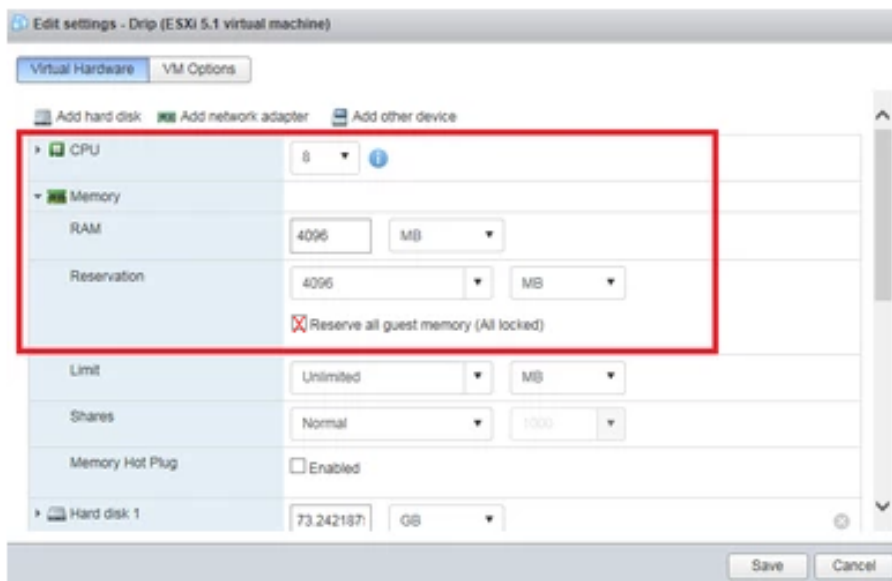 Edit settings - Drip (ESXi 5.1 virtual machine)
Virtual Hardware VM Options
Add hard disk Add network adapter Add other device
CPU 8
Memory
RAM 4096 MB
Reservation 4096 MB
Reserve all guest memory (All locked)
Limit Unlimited MB
Shares Normal 1000
Memory Hot Plug Enabled
Hard disk 1 73.2421875 GB
Save Cancel